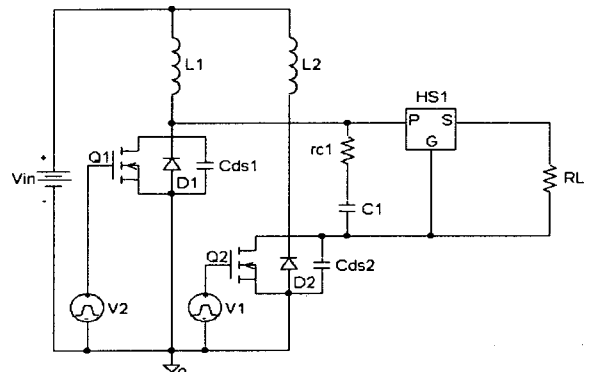 L1
L2
HS1
P S
G
Q1
Cds1
rc1
D1
Vin
+
-
RL
C1
Q2
Cds2
D2
V2
V1
0